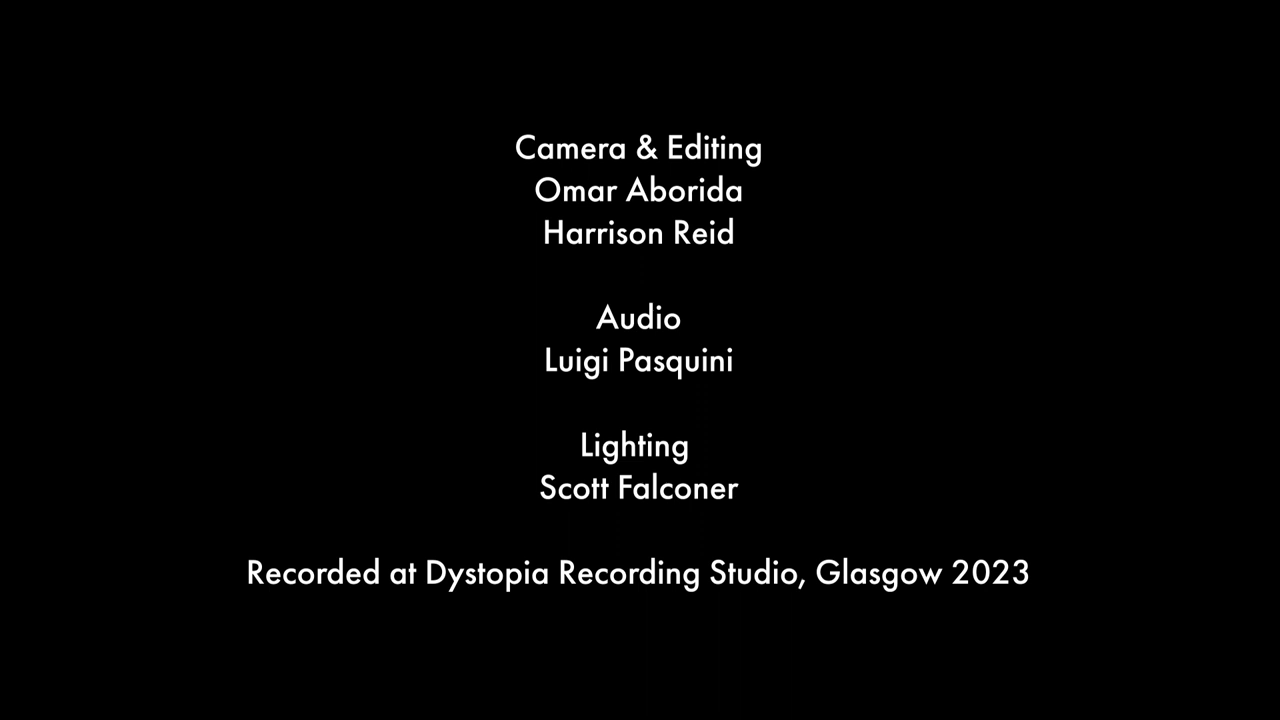 Camera & Editing
Omar Aborida
Harrison Reid
Audio
Luigi Pasquini
Lighting
Scott Falconer
Recorded at Dystopia Recording Studio, Glasgow 2023